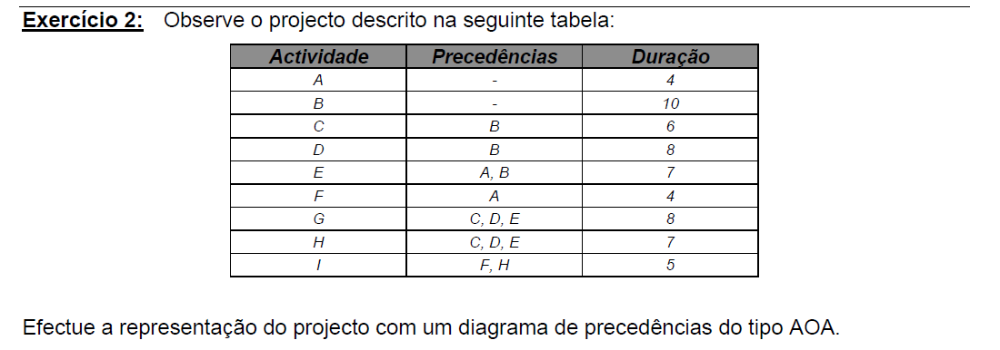 Exercício 2: Observe o projecto descrito na seguinte tabela:
Actividade Precedências Duração
A - 4
B - 10
C B 6
D B 8
E A, B 7
F A 4
G C, D, E 8
H C, D, E 7
I F, H 5
Efectue a representação do projecto com um diagrama de precedências do tipo AOA.